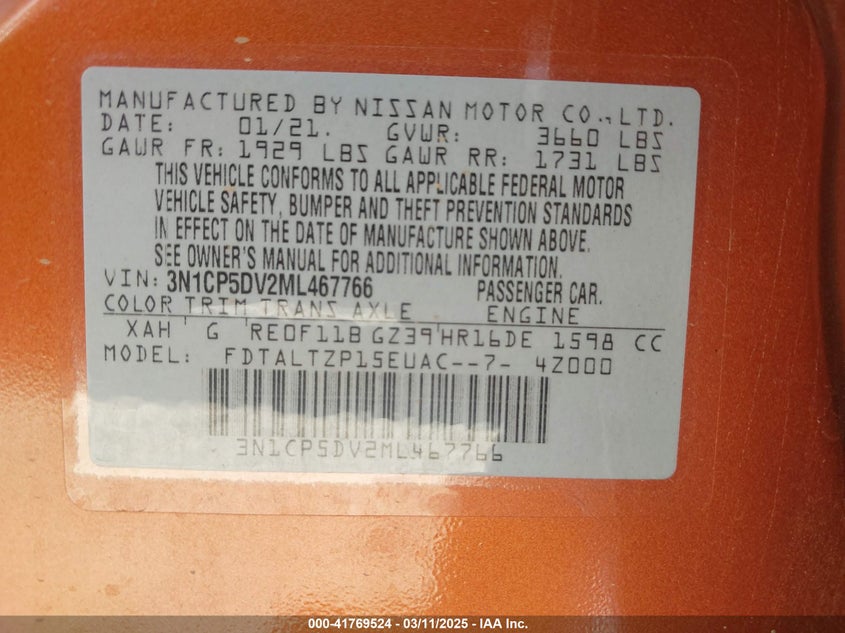 MANUFACTURED BY NISSAN MOTOR CO.,LTD.
DATE: 01/21. GVWR: 3660 LBS
GAWR FR: 1929 LBS GAWR RR: 1731 LBS
THIS VEHICLE CONFORMS TO ALL APPLICABLE FEDERAL MOTOR
VEHICLE SAFETY, BUMPER AND THEFT PREVENTION STANDARDS
IN EFFECT ON THE DATE OF MANUFACTURE SHOWN ABOVE.
SEE OWNER'S MANUAL FOR ADDITIONAL INFORMATION.
VIN: 3N1CP5DV2ML467766 PASSENGER CAR.
COLOR TRIM TRANS AXLE ENGINE
XAH G RE0F11B GZ39 HR16DE 1598 CC
MODEL: FDTALTZP15EUAC--7- 4Z000
3N1CP5DV2ML467766
000-41769524 - 03/11/2025 - IAA Inc.